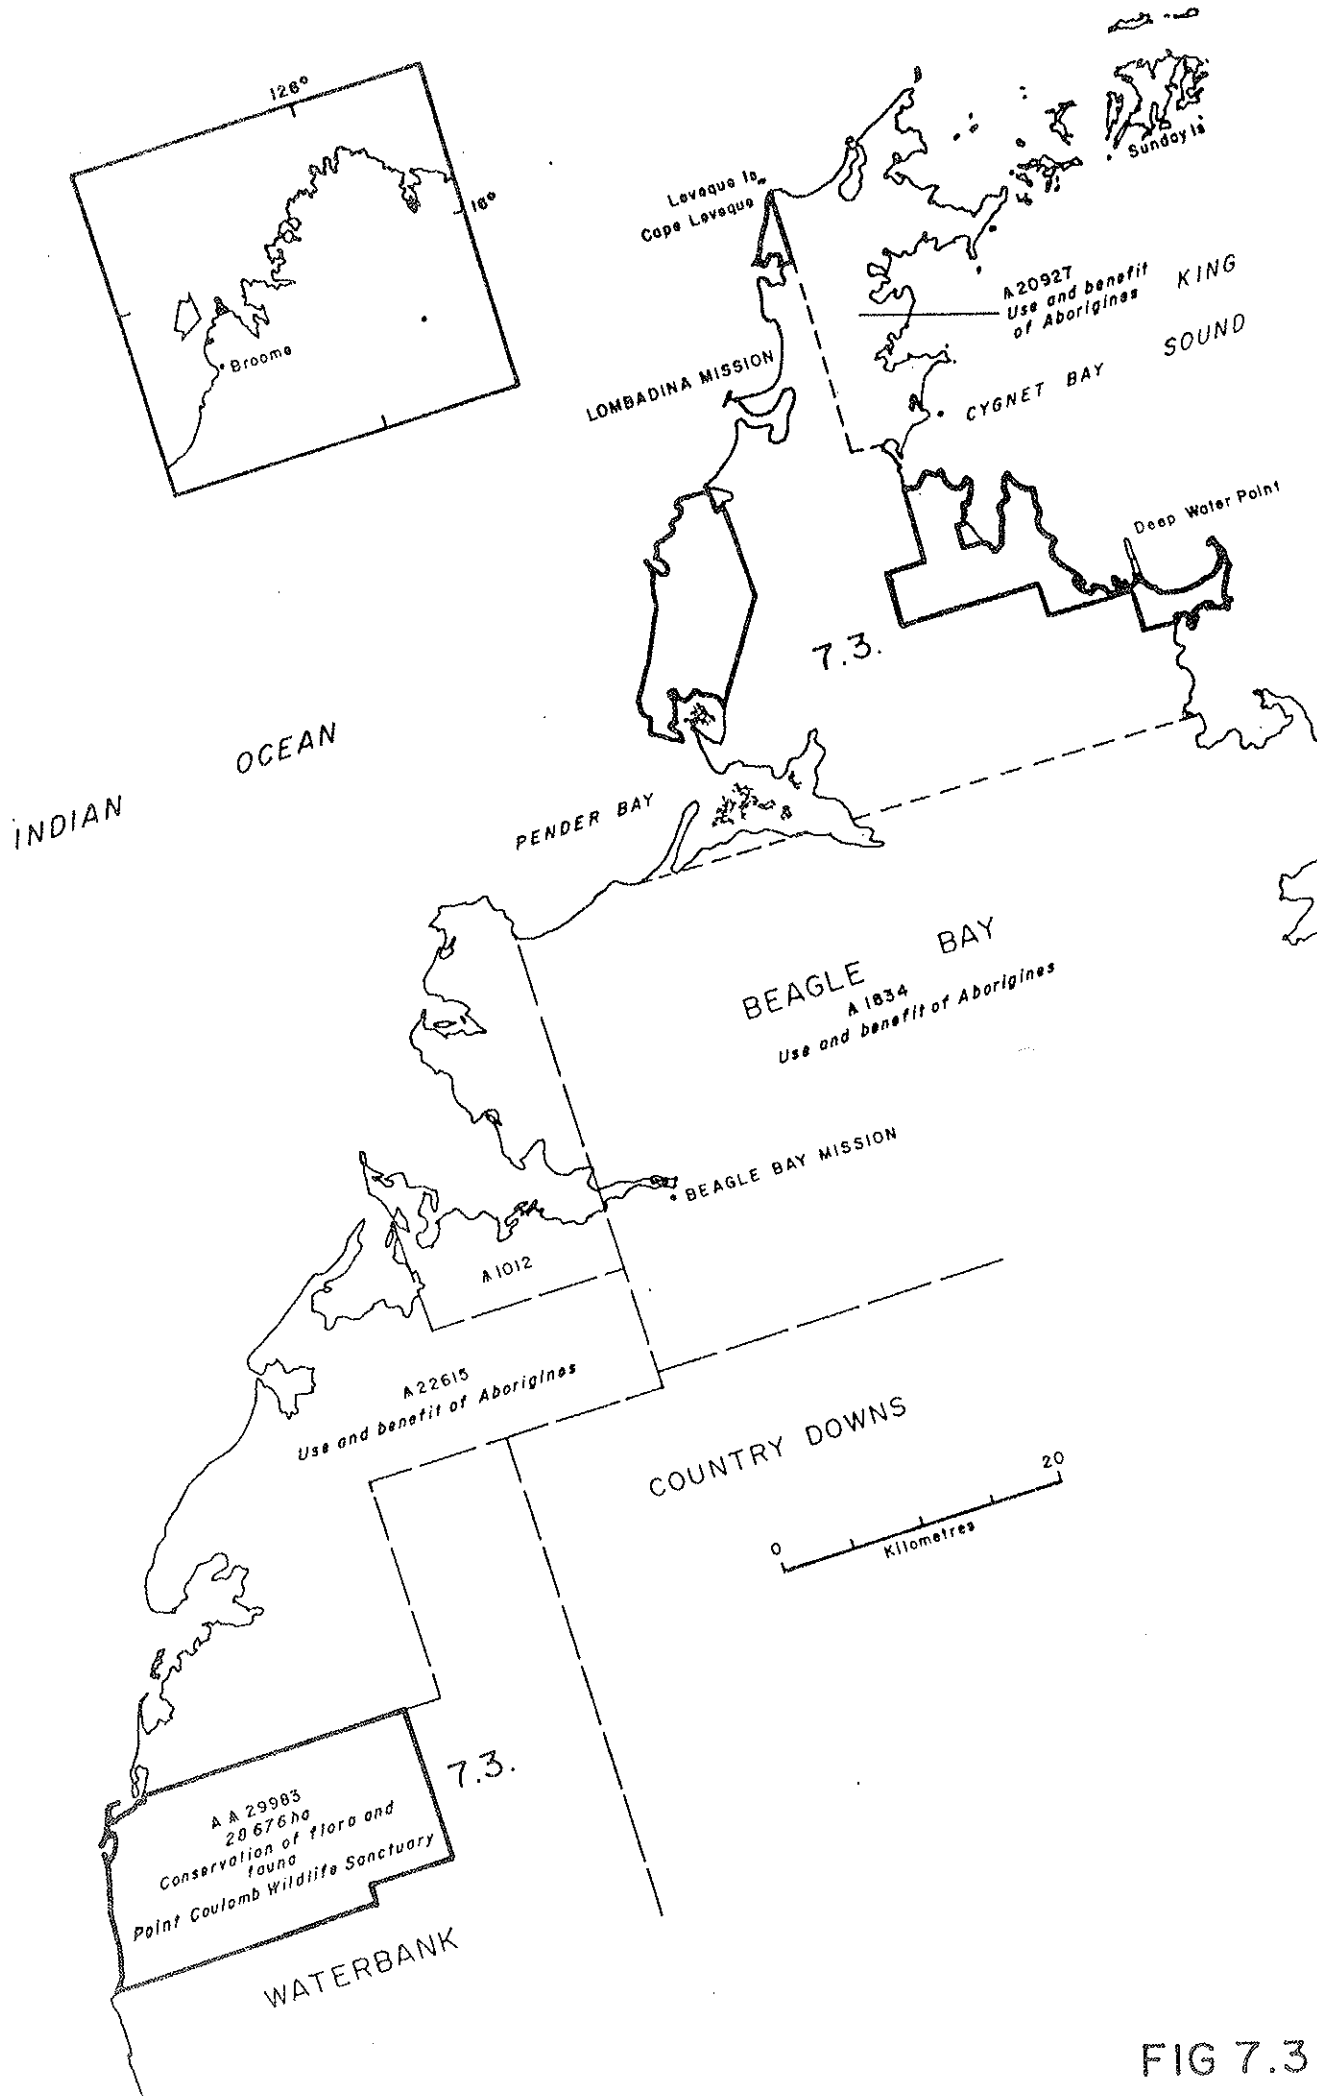 126°
16°
Broome
Leveque Is.
Cape Leveque
Sunday Is
A20927
Use and benefit
of Aborigines
KING
SOUND
LOMBADINA MISSION
CYGNET BAY
Deep Water Point
7.3.
INDIAN OCEAN
PENDER BAY
BEAGLE BAY
A 1834
Use and benefit of Aborigines
BEAGLE BAY MISSION
A 1012
A 22615
Use and benefit of Aborigines
COUNTRY DOWNS
0 20
Kilometres
7.3.
A A 29983
28 676 ha
Conservation of flora and
fauna
Point Coulomb Wildlife Sanctuary
WATERBANK
FIG 7.3